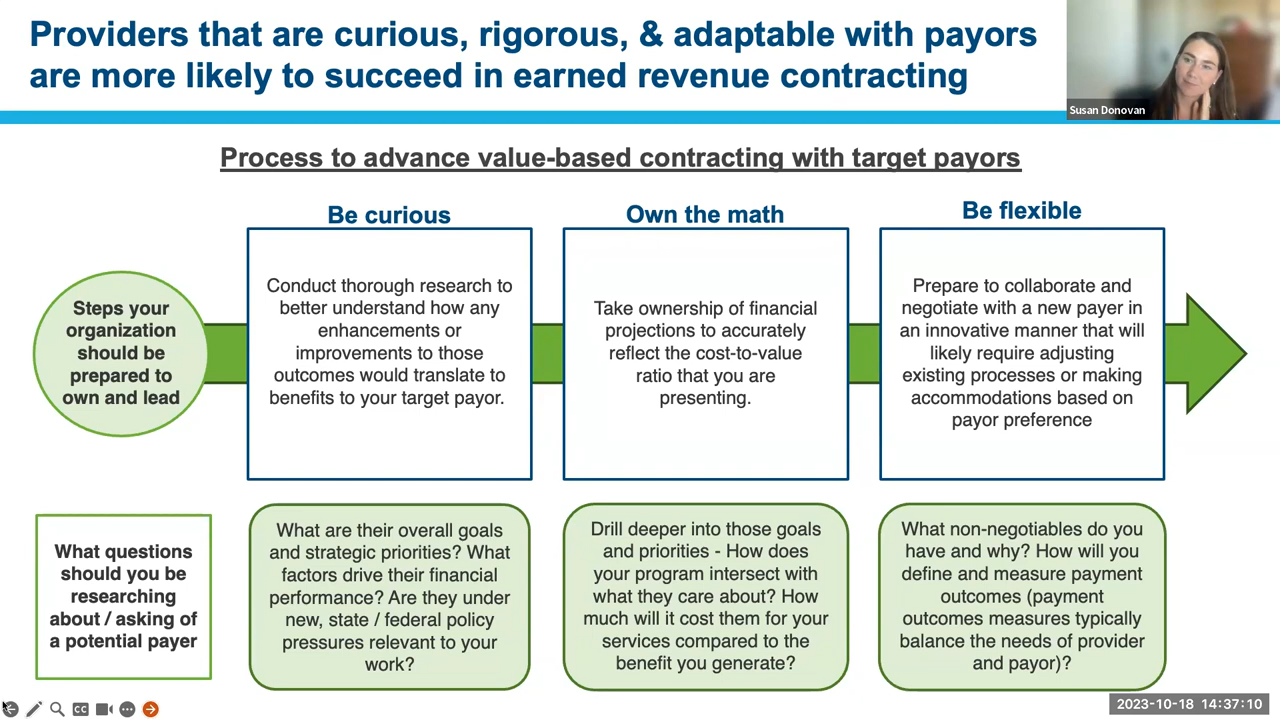 Providers that are curious, rigorous, & adaptable with payors
are more likely to succeed in earned revenue contracting
Susan Donovan
Process to advance value-based contracting with target payors
Be curious
Own the math
Be flexible
Steps your
organization
should be
prepared to
own and lead
Conduct thorough research to
better understand how any
enhancements or
improvements to those
outcomes would translate to
benefits to your target payor.
Take ownership of financial
projections to accurately
reflect the cost-to-value
ratio that you are
presenting.
Prepare to collaborate and
negotiate with a new payer in
an innovative manner that will
likely require adjusting
existing processes or making
accommodations based on
payor preference
What questions
should you be
researching
about / asking of
a potential payer
What are their overall goals
and strategic priorities? What
factors drive their financial
performance? Are they under
new, state / federal policy
pressures relevant to your
work?
Drill deeper into those goals
and priorities - How does
your program intersect with
what they care about? How
much will it cost them for your
services compared to the
benefit you generate?
What non-negotiables do you
have and why? How will you
define and measure payment
outcomes (payment
outcomes measures typically
balance the needs of provider
and payor)?
CC
2023-10-18 14:37:10